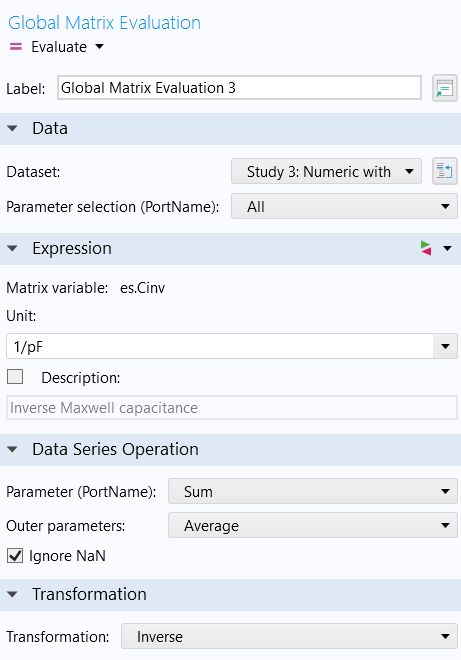 Global Matrix Evaluation
Evaluate
Label: Global Matrix Evaluation 3
Data
Dataset: Study 3: Numeric with
Parameter selection (PortName): All
Expression
Matrix variable: es.Cinv
Unit:
1/pF
Description:
Inverse Maxwell capacitance
Data Series Operation
Parameter (PortName): Sum
Outer parameters: Average
Ignore NaN
Transformation
Transformation: Inverse